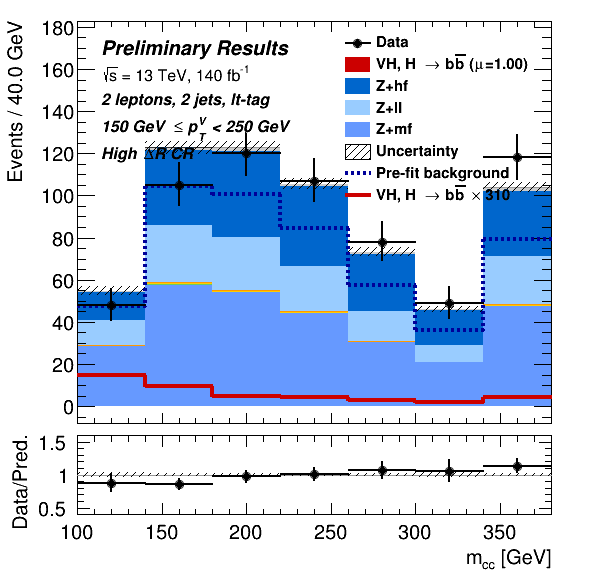 Events / 40.0 GeV
180
160
140
120
100
80
60
40
20
0
Preliminary Results
√s = 13 TeV, 140 fb⁻¹
2 leptons, 2 jets, lt-tag
150 GeV ≤ p_T^V < 250 GeV
High ΔR CR
Data
VH, H → bb̅ (μ=1.00)
Z+hf
Z+ll
Z+mf
Uncertainty
Pre-fit background
VH, H → bb̅ × 310
Data/Pred.
1.5
1
0.5
100 150 200 250 300 350
m_cc [GeV]